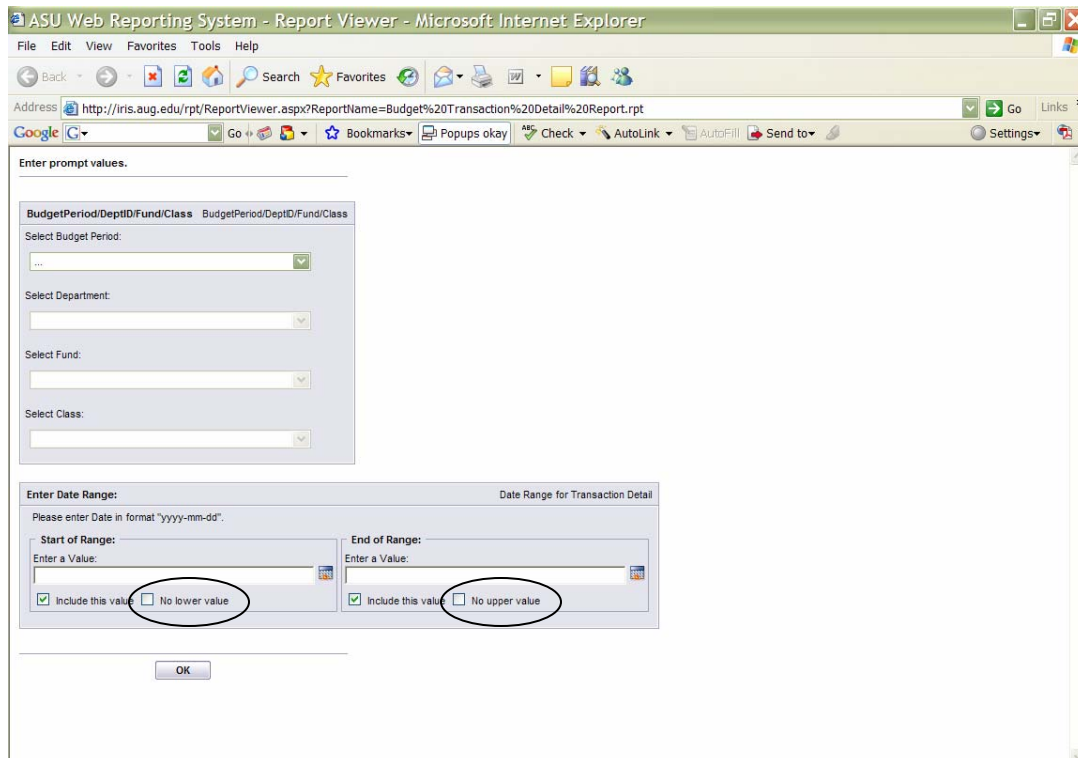 ASU Web Reporting System - Report Viewer - Microsoft Internet Explorer
File Edit View Favorites Tools Help
Back Search Favorites
Address http://iris.aug.edu/rpt/ReportViewer.aspx?ReportName=Budget%20Transaction%20Detail%20Report.rpt Go Links
Google G Go Bookmarks Popups okay ABC Check AutoLink AutoFill Send to Settings
Enter prompt values.
BudgetPeriod/DeptID/Fund/Class BudgetPeriod/DeptID/Fund/Class
Select Budget Period:
...
Select Department:
Select Fund:
Select Class:
Enter Date Range: Date Range for Transaction Detail
Please enter Date in format "yyyy-mm-dd".
Start of Range: End of Range:
Enter a Value: Enter a Value:
Include this value No lower value Include this value No upper value
OK